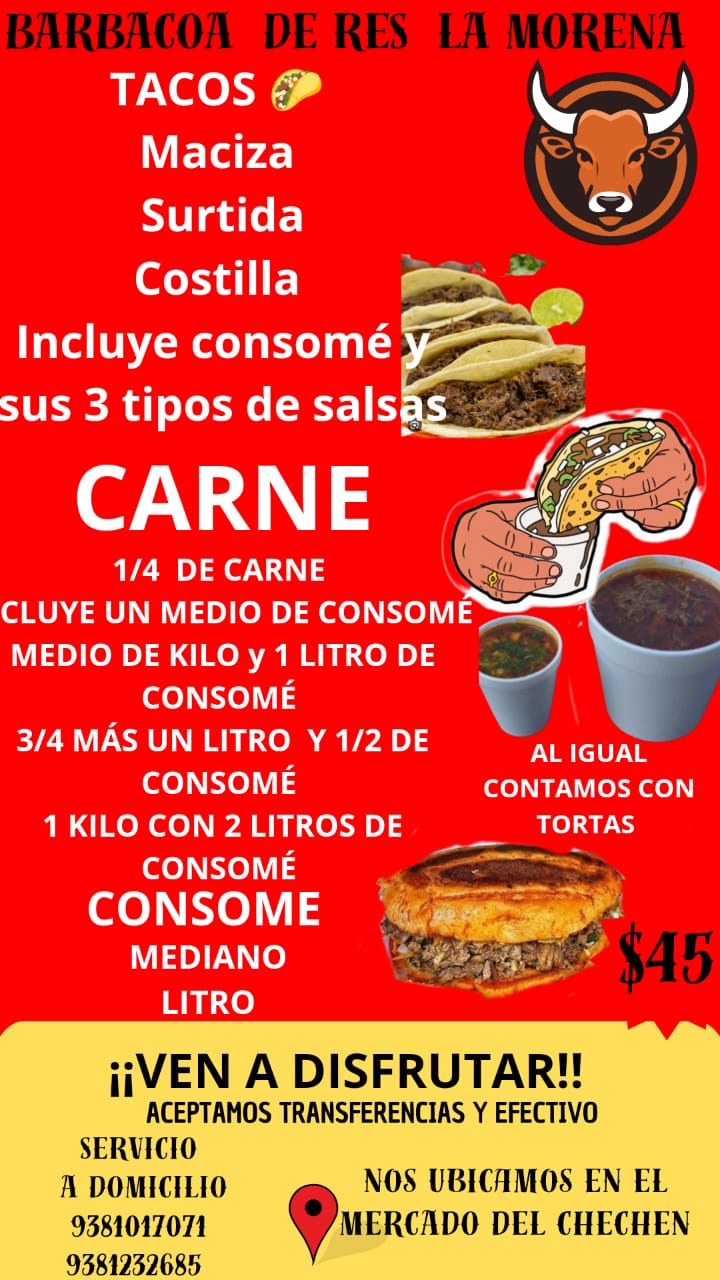 BARBACOA DE RES LA MORENA
TACOS 🌮
Maciza
Surtida
Costilla
Incluye consomé y
sus 3 tipos de salsas
CARNE
1/4 DE CARNE
CLUYE UN MEDIO DE CONSOMÉ
MEDIO DE KILO y 1 LITRO DE
CONSOMÉ
3/4 MÁS UN LITRO Y 1/2 DE
CONSOMÉ
1 KILO CON 2 LITROS DE
CONSOMÉ
AL IGUAL
CONTAMOS CON
TORTAS
$45
CONSOME
MEDIANO
LITRO
¡¡VEN A DISFRUTAR!!
ACEPTAMOS TRANSFERENCIAS Y EFECTIVO
SERVICIO
A DOMICILIO
9381017071
9381232685
NOS UBICAMOS EN EL
MERCADO DEL CHECHEN